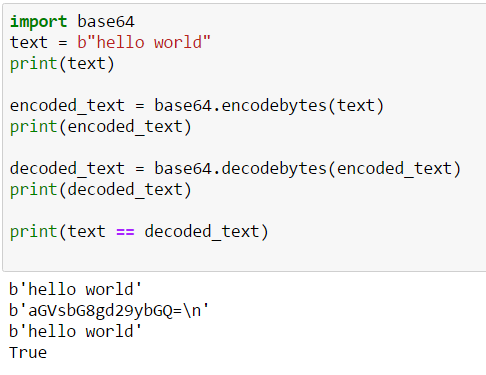 import base64
text = b"hello world"
print(text)
encoded_text = base64.encodebytes(text)
print(encoded_text)
decoded_text = base64.decodebytes(encoded_text)
print(decoded_text)
print(text == decoded_text)
b'hello world'
b'aGVsbG8gd29ybGQ=\n'
b'hello world'
True